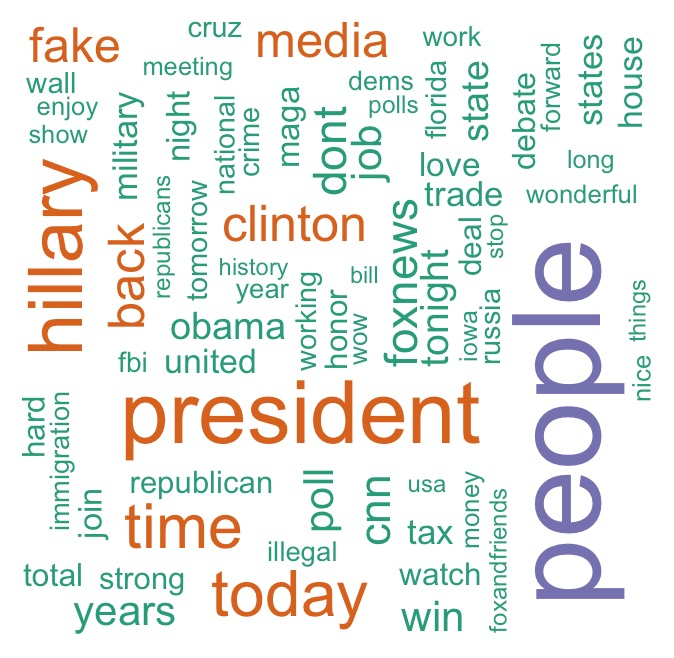 cruz
fake
media
work
meeting
wall
dems
enjoy
polls
show
military
night
national
crime
maga
dont
job
florida
state
debate
forward
states
house
love
long
trade
wonderful
hillary
back
republicans
tomorrow
clinton
foxnews
tonight
deal
stop
history
year
bill
working
honor
wow
iowa
russia
people
things
nice
obama
fbi
united
president
hard
immigration
join
republican
poll
cnn
usa
money
foxandfriends
time
tax
illegal
total
strong
today
watch
years
win